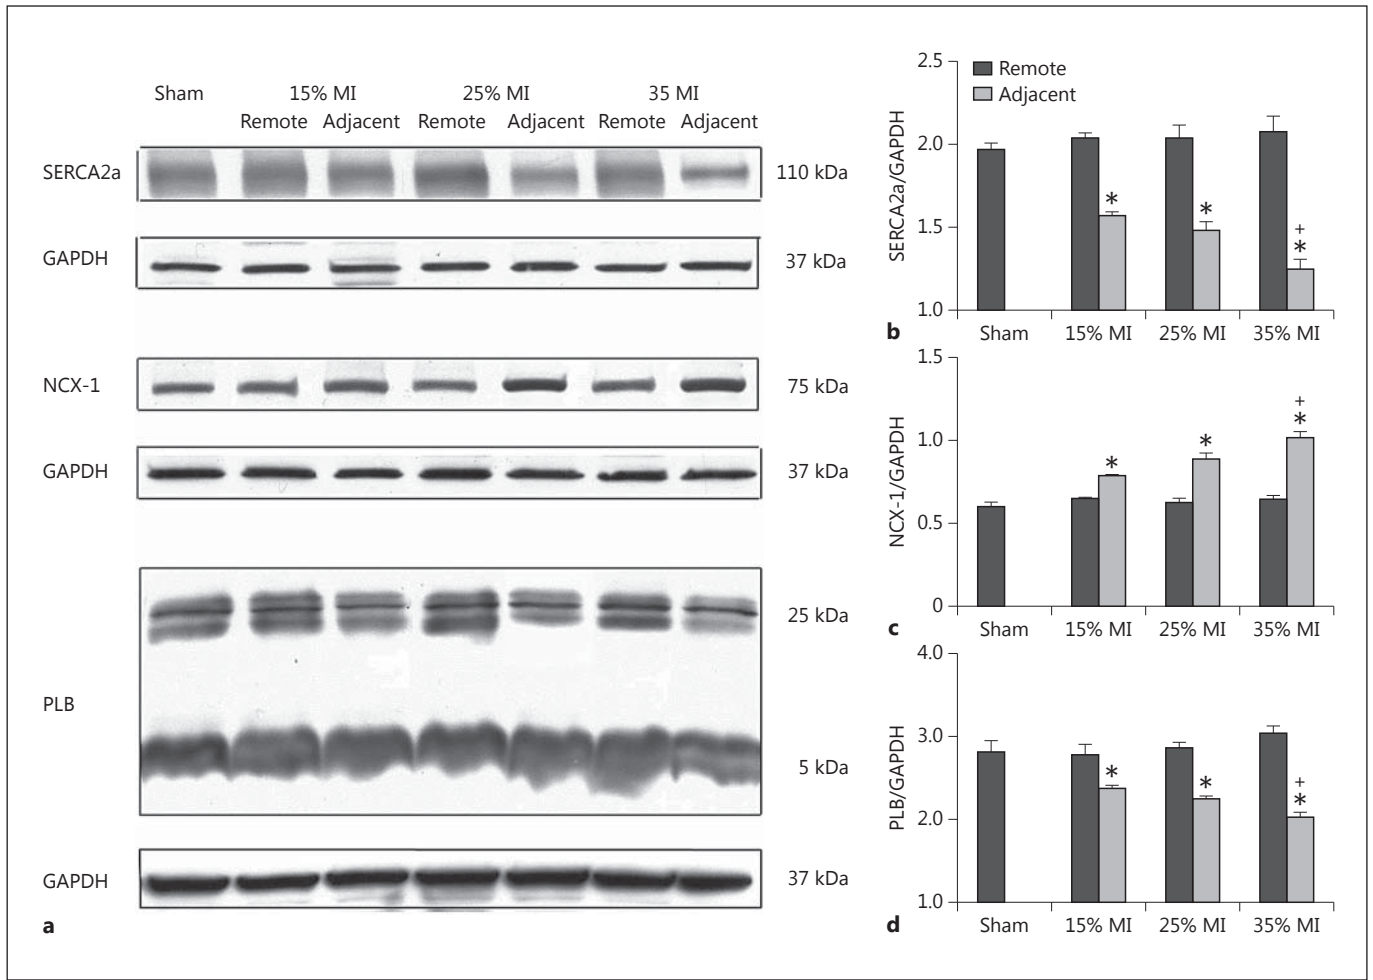 Sham 15% MI 25% MI 35 MI
Remote Adjacent Remote Adjacent Remote Adjacent
SERCA2a 110 kDa
GAPDH 37 kDa
NCX-1 75 kDa
GAPDH 37 kDa
PLB 25 kDa
5 kDa
GAPDH 37 kDa
a
Remote
Adjacent
SERCA2a/GAPDH
2.5
2.0
1.5
1.0
* * + *
Sham 15% MI 25% MI 35% MI
b
NCX-1/GAPDH
1.5
1.0
0.5
0
* * + *
Sham 15% MI 25% MI 35% MI
c
PLB/GAPDH
4.0
3.0
2.0
1.0
* * + *
Sham 15% MI 25% MI 35% MI
d